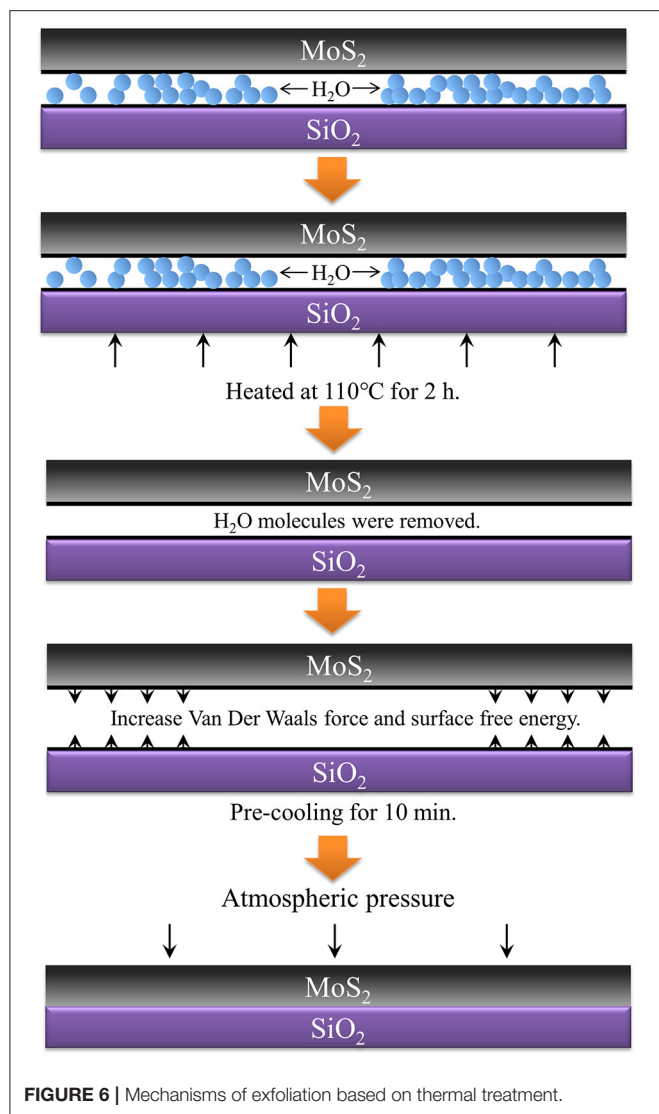 MoS₂
←H₂O→
SiO₂
MoS₂
←H₂O→
SiO₂
Heated at 110℃ for 2 h.
MoS₂
H₂O molecules were removed.
SiO₂
MoS₂
Increase Van Der Waals force and surface free energy.
SiO₂
Pre-cooling for 10 min.
Atmospheric pressure
MoS₂
SiO₂
FIGURE 6 | Mechanisms of exfoliation based on thermal treatment.